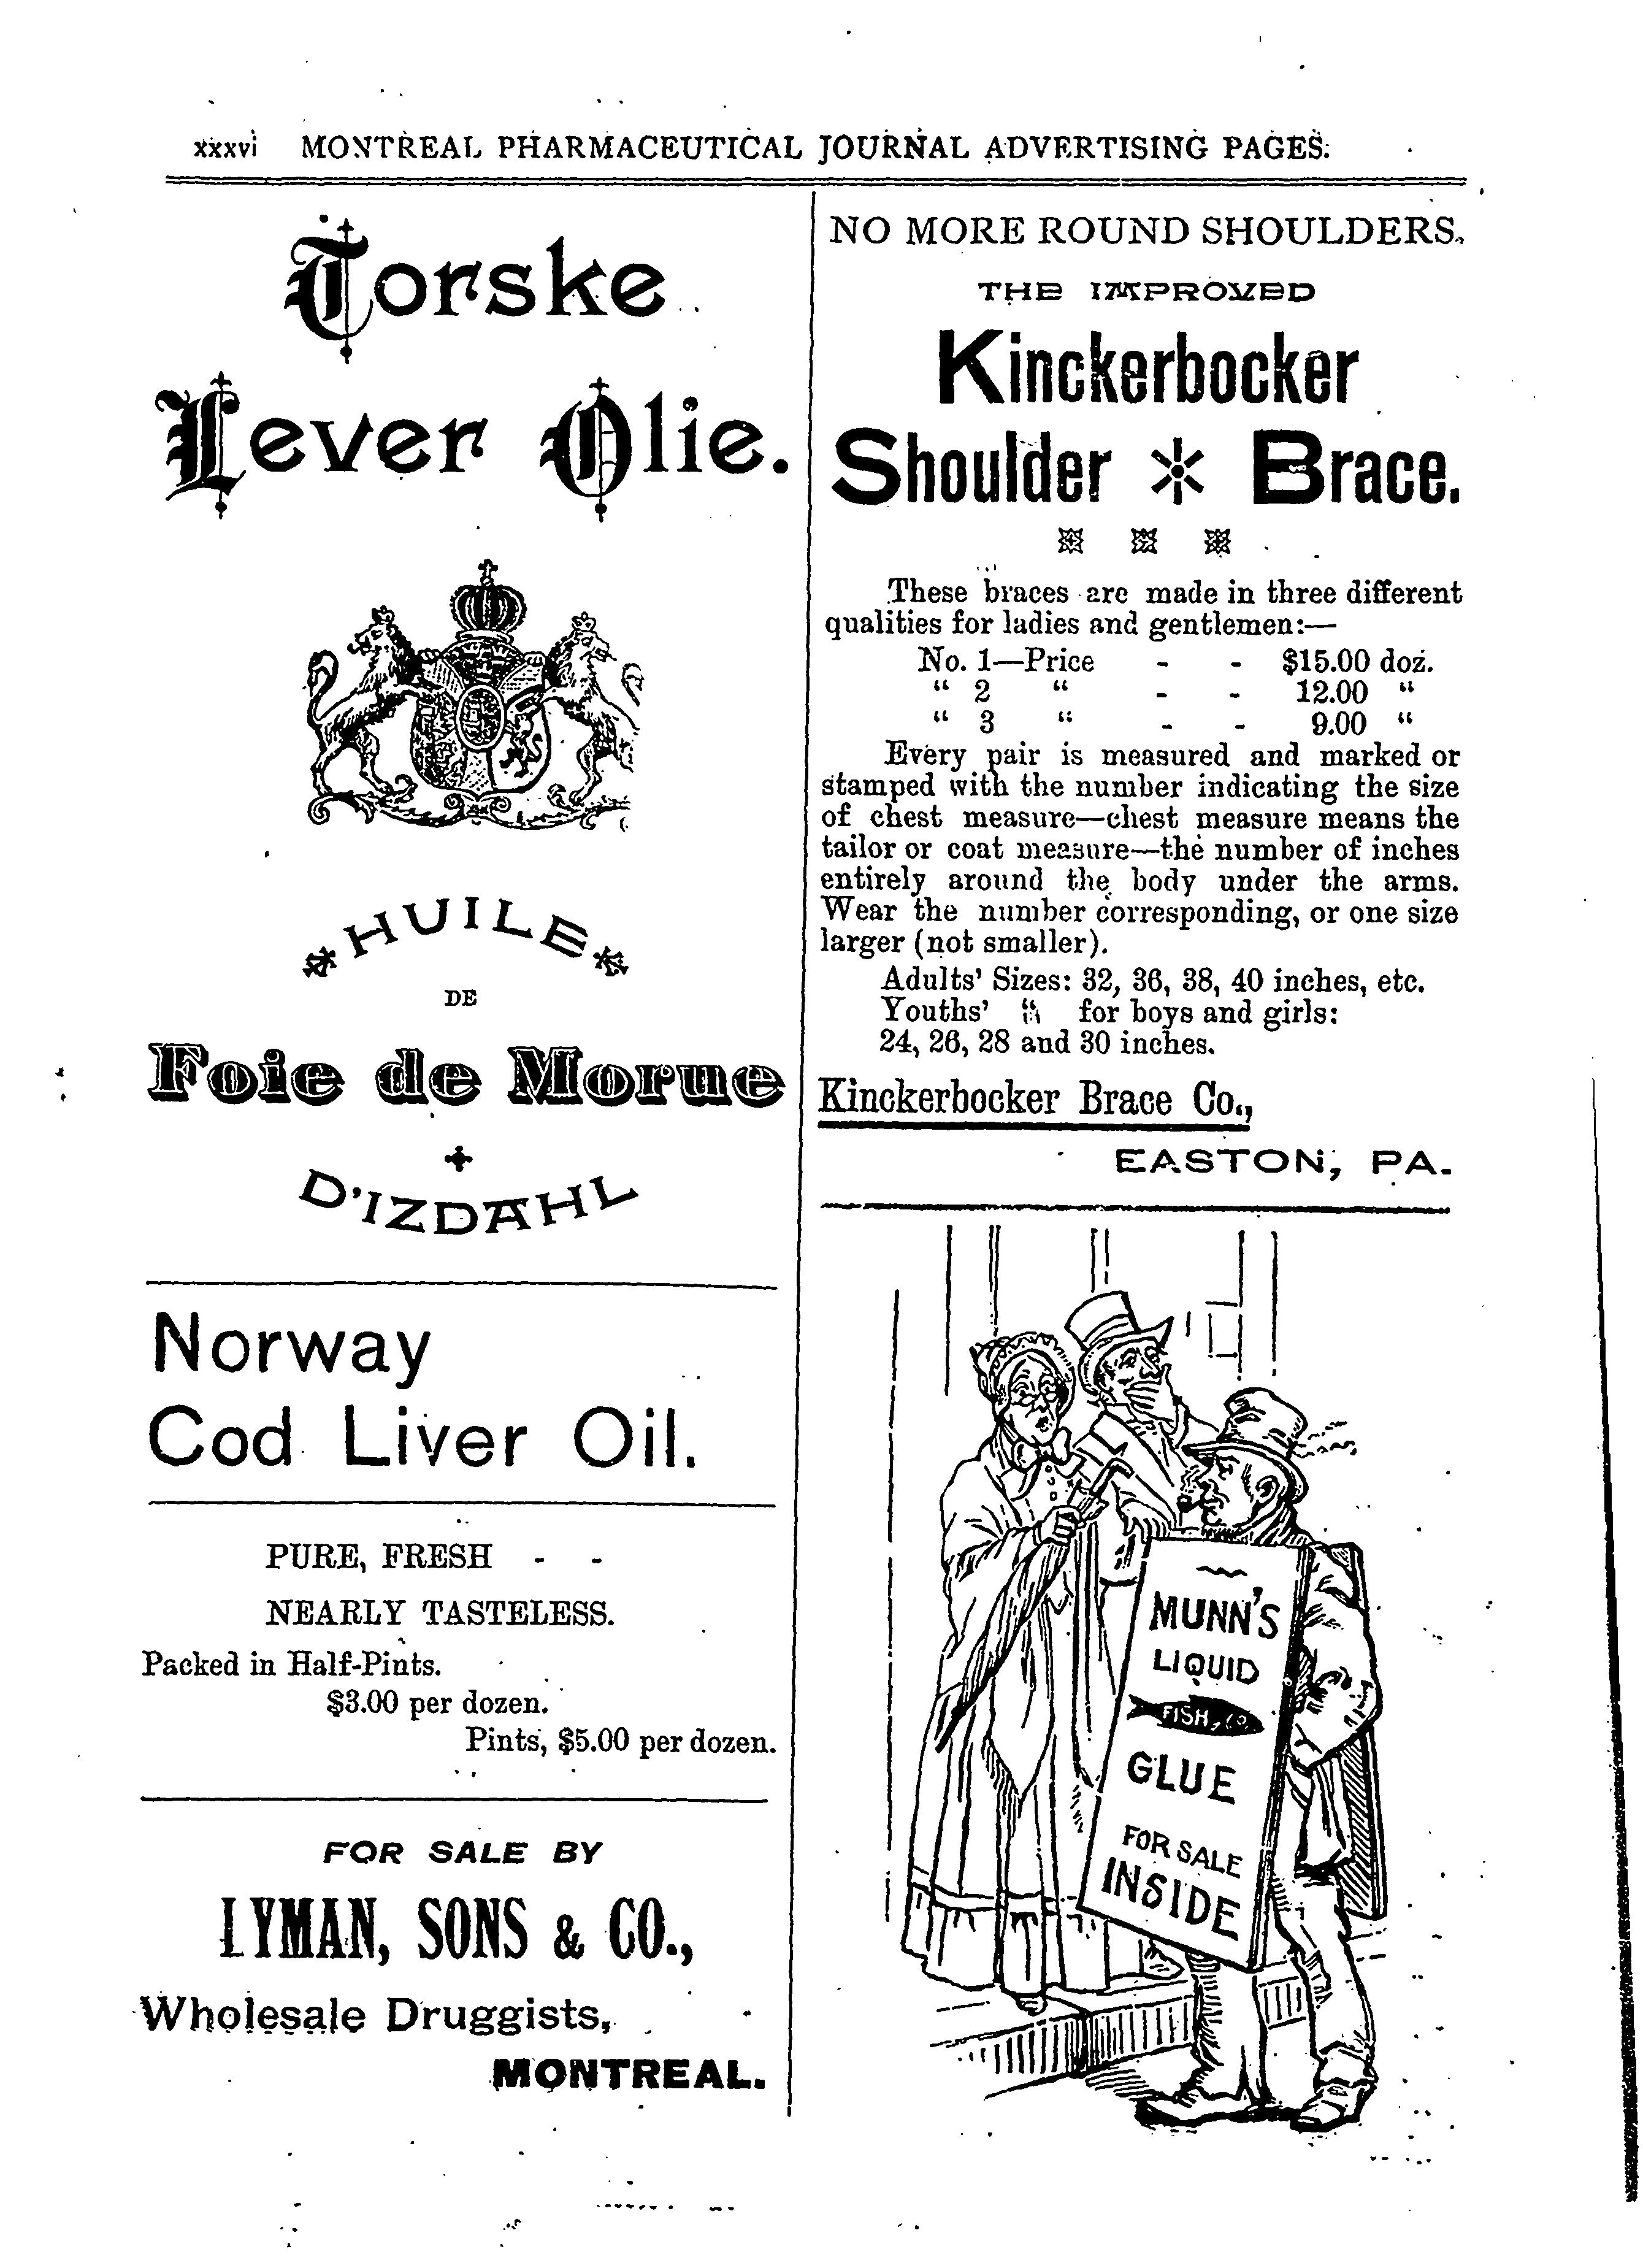 xxxvi MONTREAL PHARMACEUTICAL JOURNAL ADVERTISING PAGES.
Torske
Lever Olie.
HUILE
DE
Foie de Morue
D'IZDAHL
Norway
Cod Liver Oil.
PURE, FRESH - -
NEARLY TASTELESS.
Packed in Half-Pints.
$3.00 per dozen.
Pints, $5.00 per dozen.
FOR SALE BY
LYMAN, SONS & CO.,
Wholesale Druggists,
MONTREAL.
NO MORE ROUND SHOULDERS.
THE IMPROVED
Kinckerbocker
Shoulder * Brace.
These braces are made in three different
qualities for ladies and gentlemen:—
No. 1—Price - - $15.00 doz.
“ 2 “ - - 12.00 “
“ 3 “ - - 9.00 “
Every pair is measured and marked or
stamped with the number indicating the size
of chest measure—chest measure means the
tailor or coat measure—the number of inches
entirely around the body under the arms.
Wear the number corresponding, or one size
larger (not smaller).
Adults' Sizes: 32, 36, 38, 40 inches, etc.
Youths' “ for boys and girls:
24, 26, 28 and 30 inches.
Kinckerbocker Brace Co.,
EASTON, PA.
MUNN'S
LIQUID
FISH
GLUE
FOR SALE
INSIDE